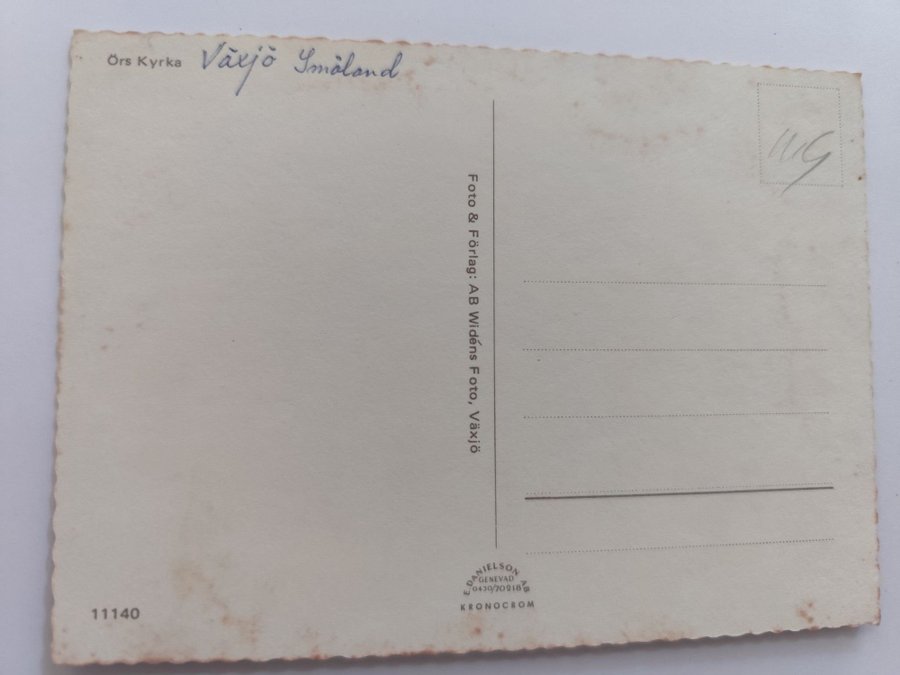 Örs Kyrka Växjö Småland
Foto & Förlag: AB Widéns Foto, Växjö
E. DANIELSON AB
GENEVAD
0430/70218
KRONOCROM
11140